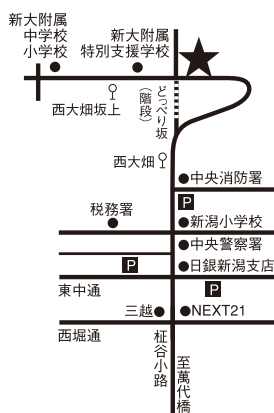 新大附属
中学校
小学校
新大附属
特別支援学校
西大畑坂上
どっぺり坂
（階段）
西大畑
中央消防署
P
税務署
新潟小学校
中央警察署
P
日銀新潟支店
東中通
P
三越
NEXT21
西堀通
柾谷小路
至萬代橋